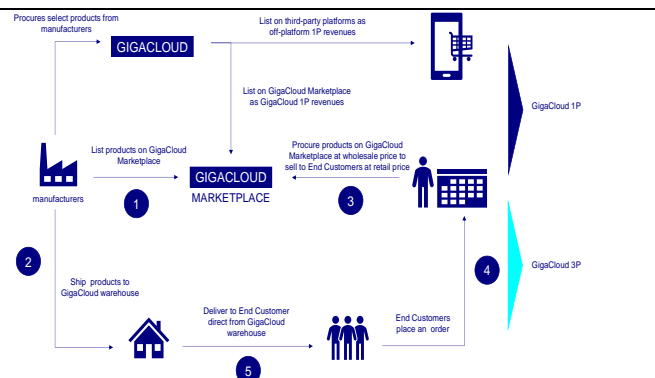 Procures select products from
manufacturers
GIGACLOUD
List on third-party platforms as
off-platform 1P revenues
List on GigaCloud Marketplace
as GigaCloud 1P revenues
GigaCloud 1P
List products on GigaCloud
Marketplace
manufacturers
1
GIGACLOUD
MARKETPLACE
Procure products on GigaCloud
Marketplace at wholesale price to
sell to End Customers at retail price
3
2
Ship products to
GigaCloud warehouse
Deliver to End Customer
direct from GigaCloud
warehouse
5
End Customers
place an order
4
GigaCloud 3P